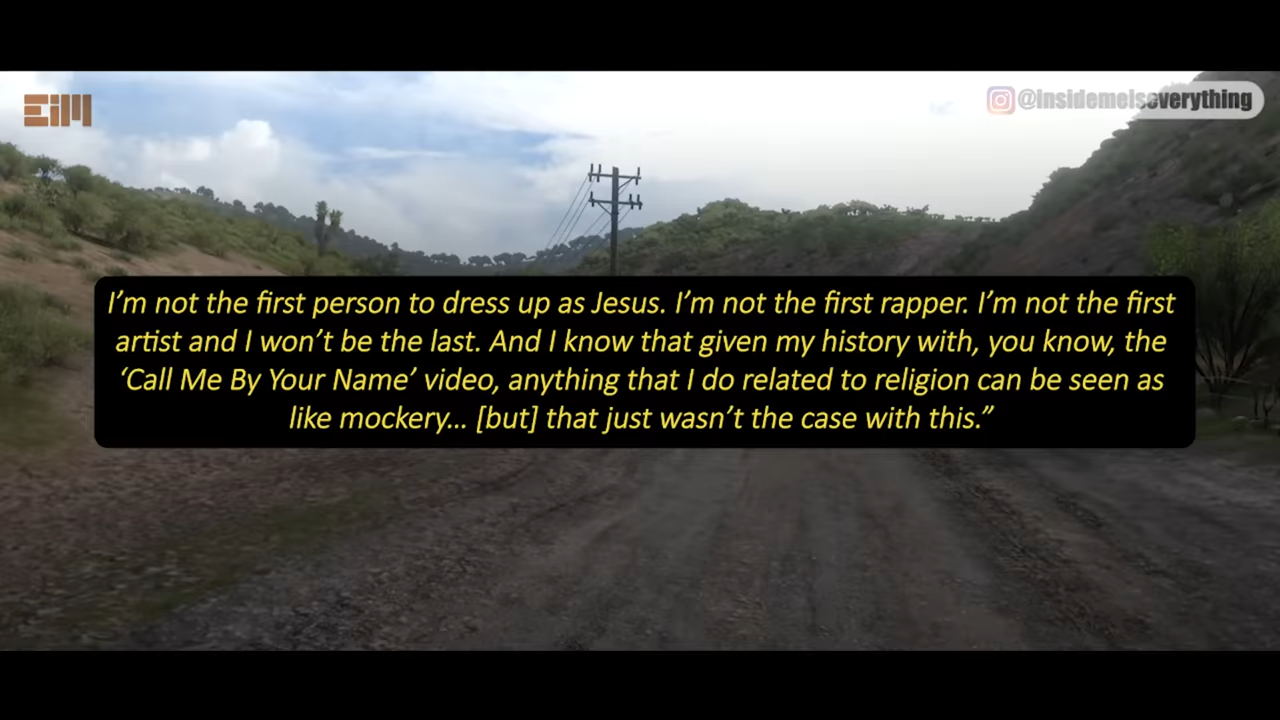 EiM
@insidemeiseverything
I’m not the first person to dress up as Jesus. I’m not the first rapper. I’m not the first
artist and I won’t be the last. And I know that given my history with, you know, the
‘Call Me By Your Name’ video, anything that I do related to religion can be seen as
like mockery... [but] that just wasn’t the case with this.”